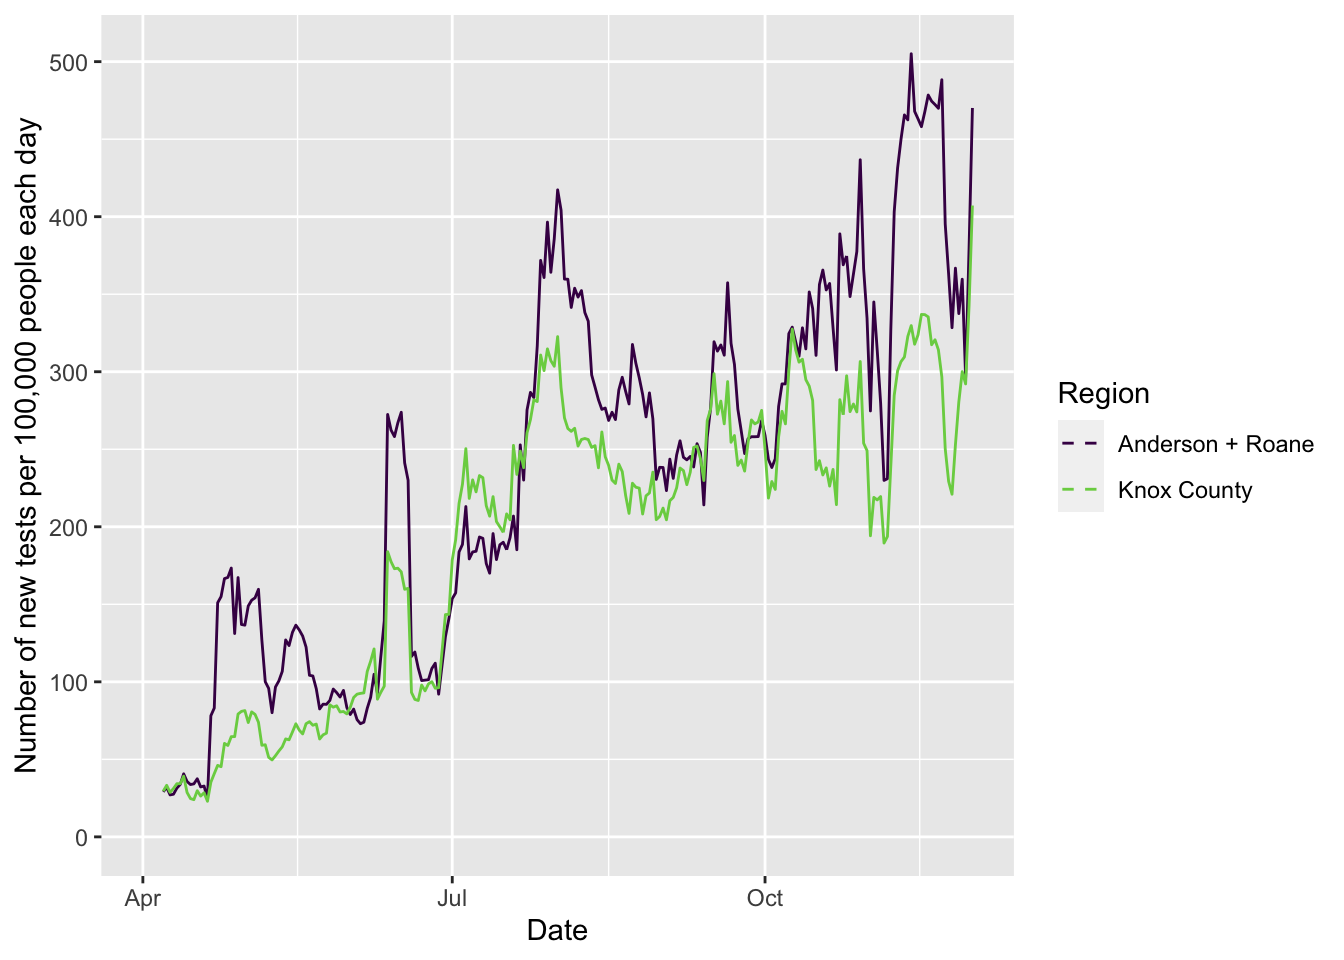 Number of new tests per 100,000 people each day
500
400
300
200
100
0
Apr
Jul
Oct
Date
Region
Anderson + Roane
Knox County